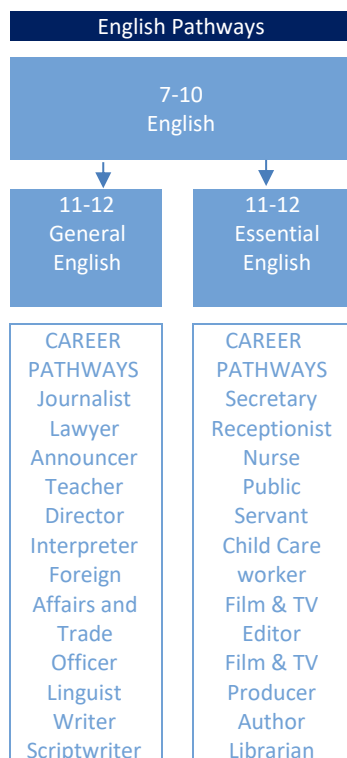 English Pathways
7-10
English
11-12
General
English
11-12
Essential
English
CAREER
PATHWAYS
Journalist
Lawyer
Announcer
Teacher
Director
Interpreter
Foreign
Affairs and
Trade
Officer
Linguist
Writer
Scriptwriter
CAREER
PATHWAYS
Secretary
Receptionist
Nurse
Public
Servant
Child Care
worker
Film & TV
Editor
Film & TV
Producer
Author
Librarian